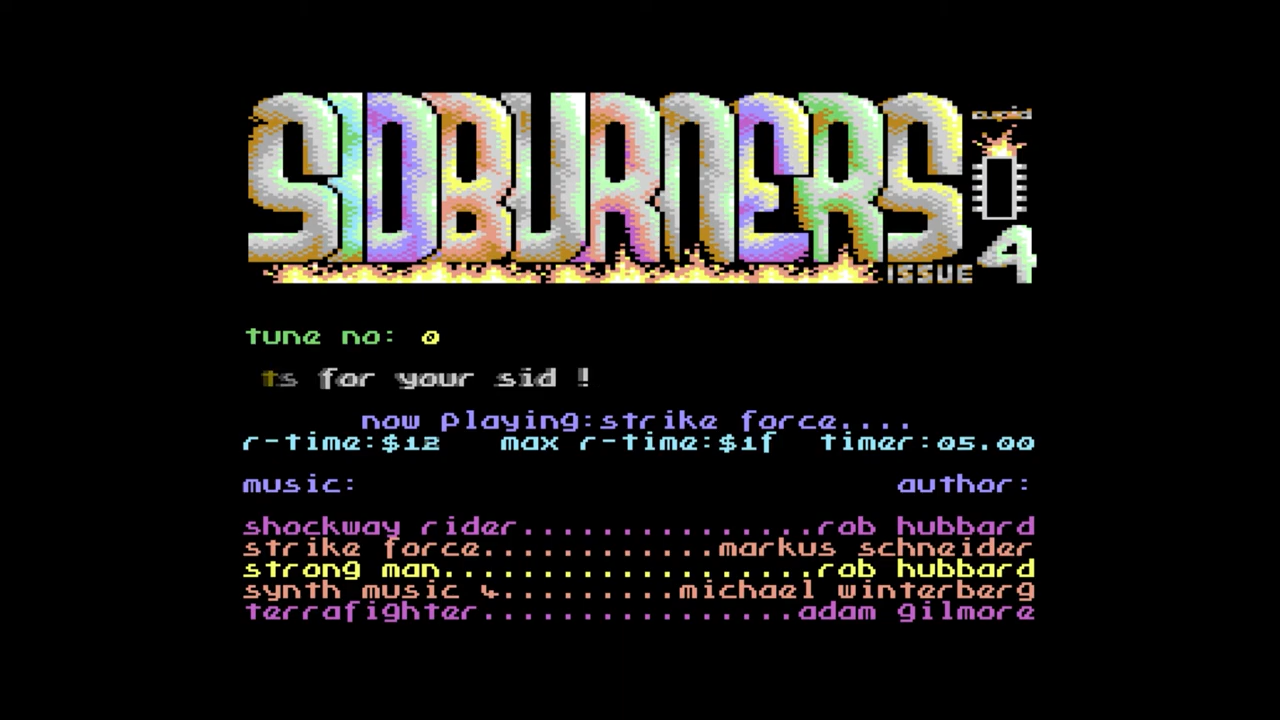 SIDBURNERS
cupid
ISSUE 4
tune no: 0
ts for your sid !
now playing:strike force....
r-time:$12 max r-time:$1f timer:05.00
music: author:
shockway rider...............rob hubbard
strike force............markus schneider
strong man...................rob hubbard
synth music 4.........michael winterberg
terrafighter................adam gilmore